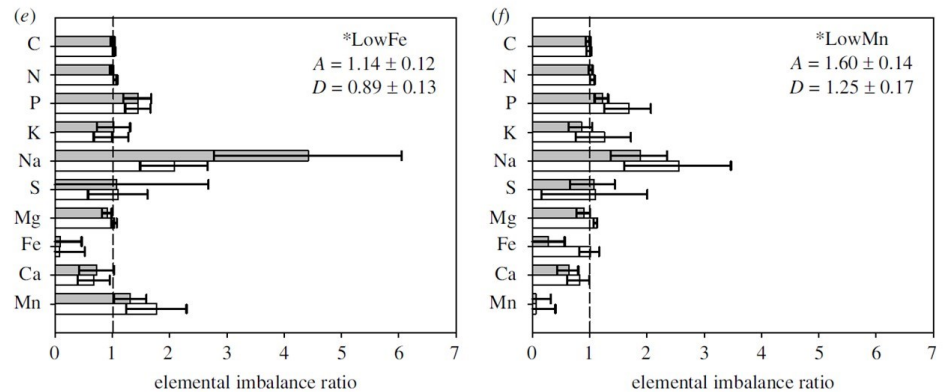 (e)
*LowFe
A = 1.14 ± 0.12
D = 0.89 ± 0.13
C
N
P
K
Na
S
Mg
Fe
Ca
Mn
0 1 2 3 4 5 6 7
elemental imbalance ratio
(f)
*LowMn
A = 1.60 ± 0.14
D = 1.25 ± 0.17
C
N
P
K
Na
S
Mg
Fe
Ca
Mn
0 1 2 3 4 5 6 7
elemental imbalance ratio